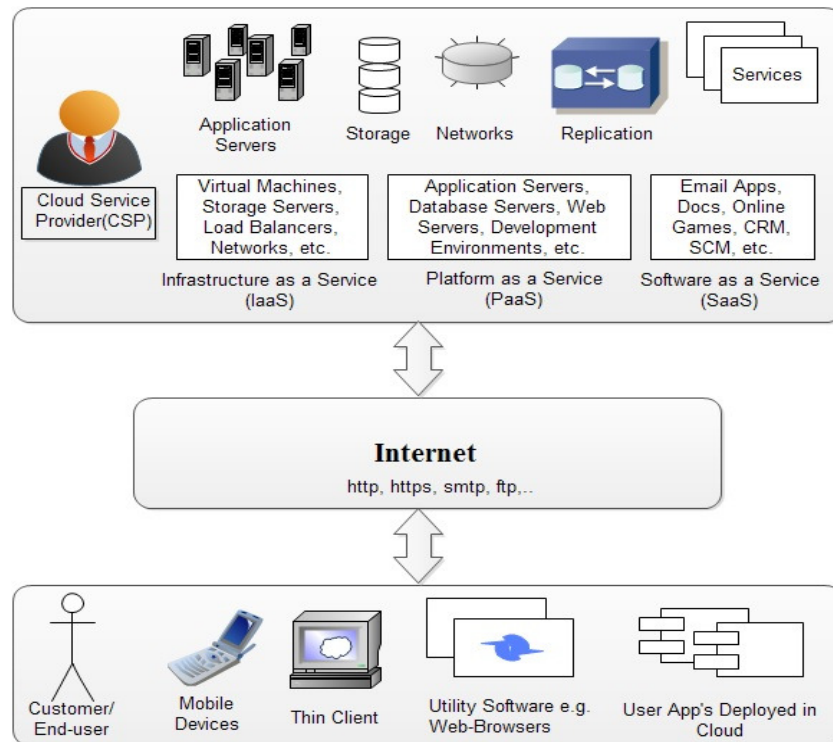 Application
Servers
Storage
Networks
Replication
Services
Cloud Service
Provider(CSP)
Virtual Machines,
Storage Servers,
Load Balancers,
Networks, etc.
Infrastructure as a Service
(IaaS)
Application Servers,
Database Servers, Web
Servers, Development
Environments, etc.
Platform as a Service
(PaaS)
Email Apps,
Docs, Online
Games, CRM,
SCM, etc.
Software as a Service
(SaaS)
Internet
http, https, smtp, ftp,..
Customer/
End-user
Mobile
Devices
Thin Client
Utility Software e.g.
Web-Browsers
User App's Deployed in
Cloud